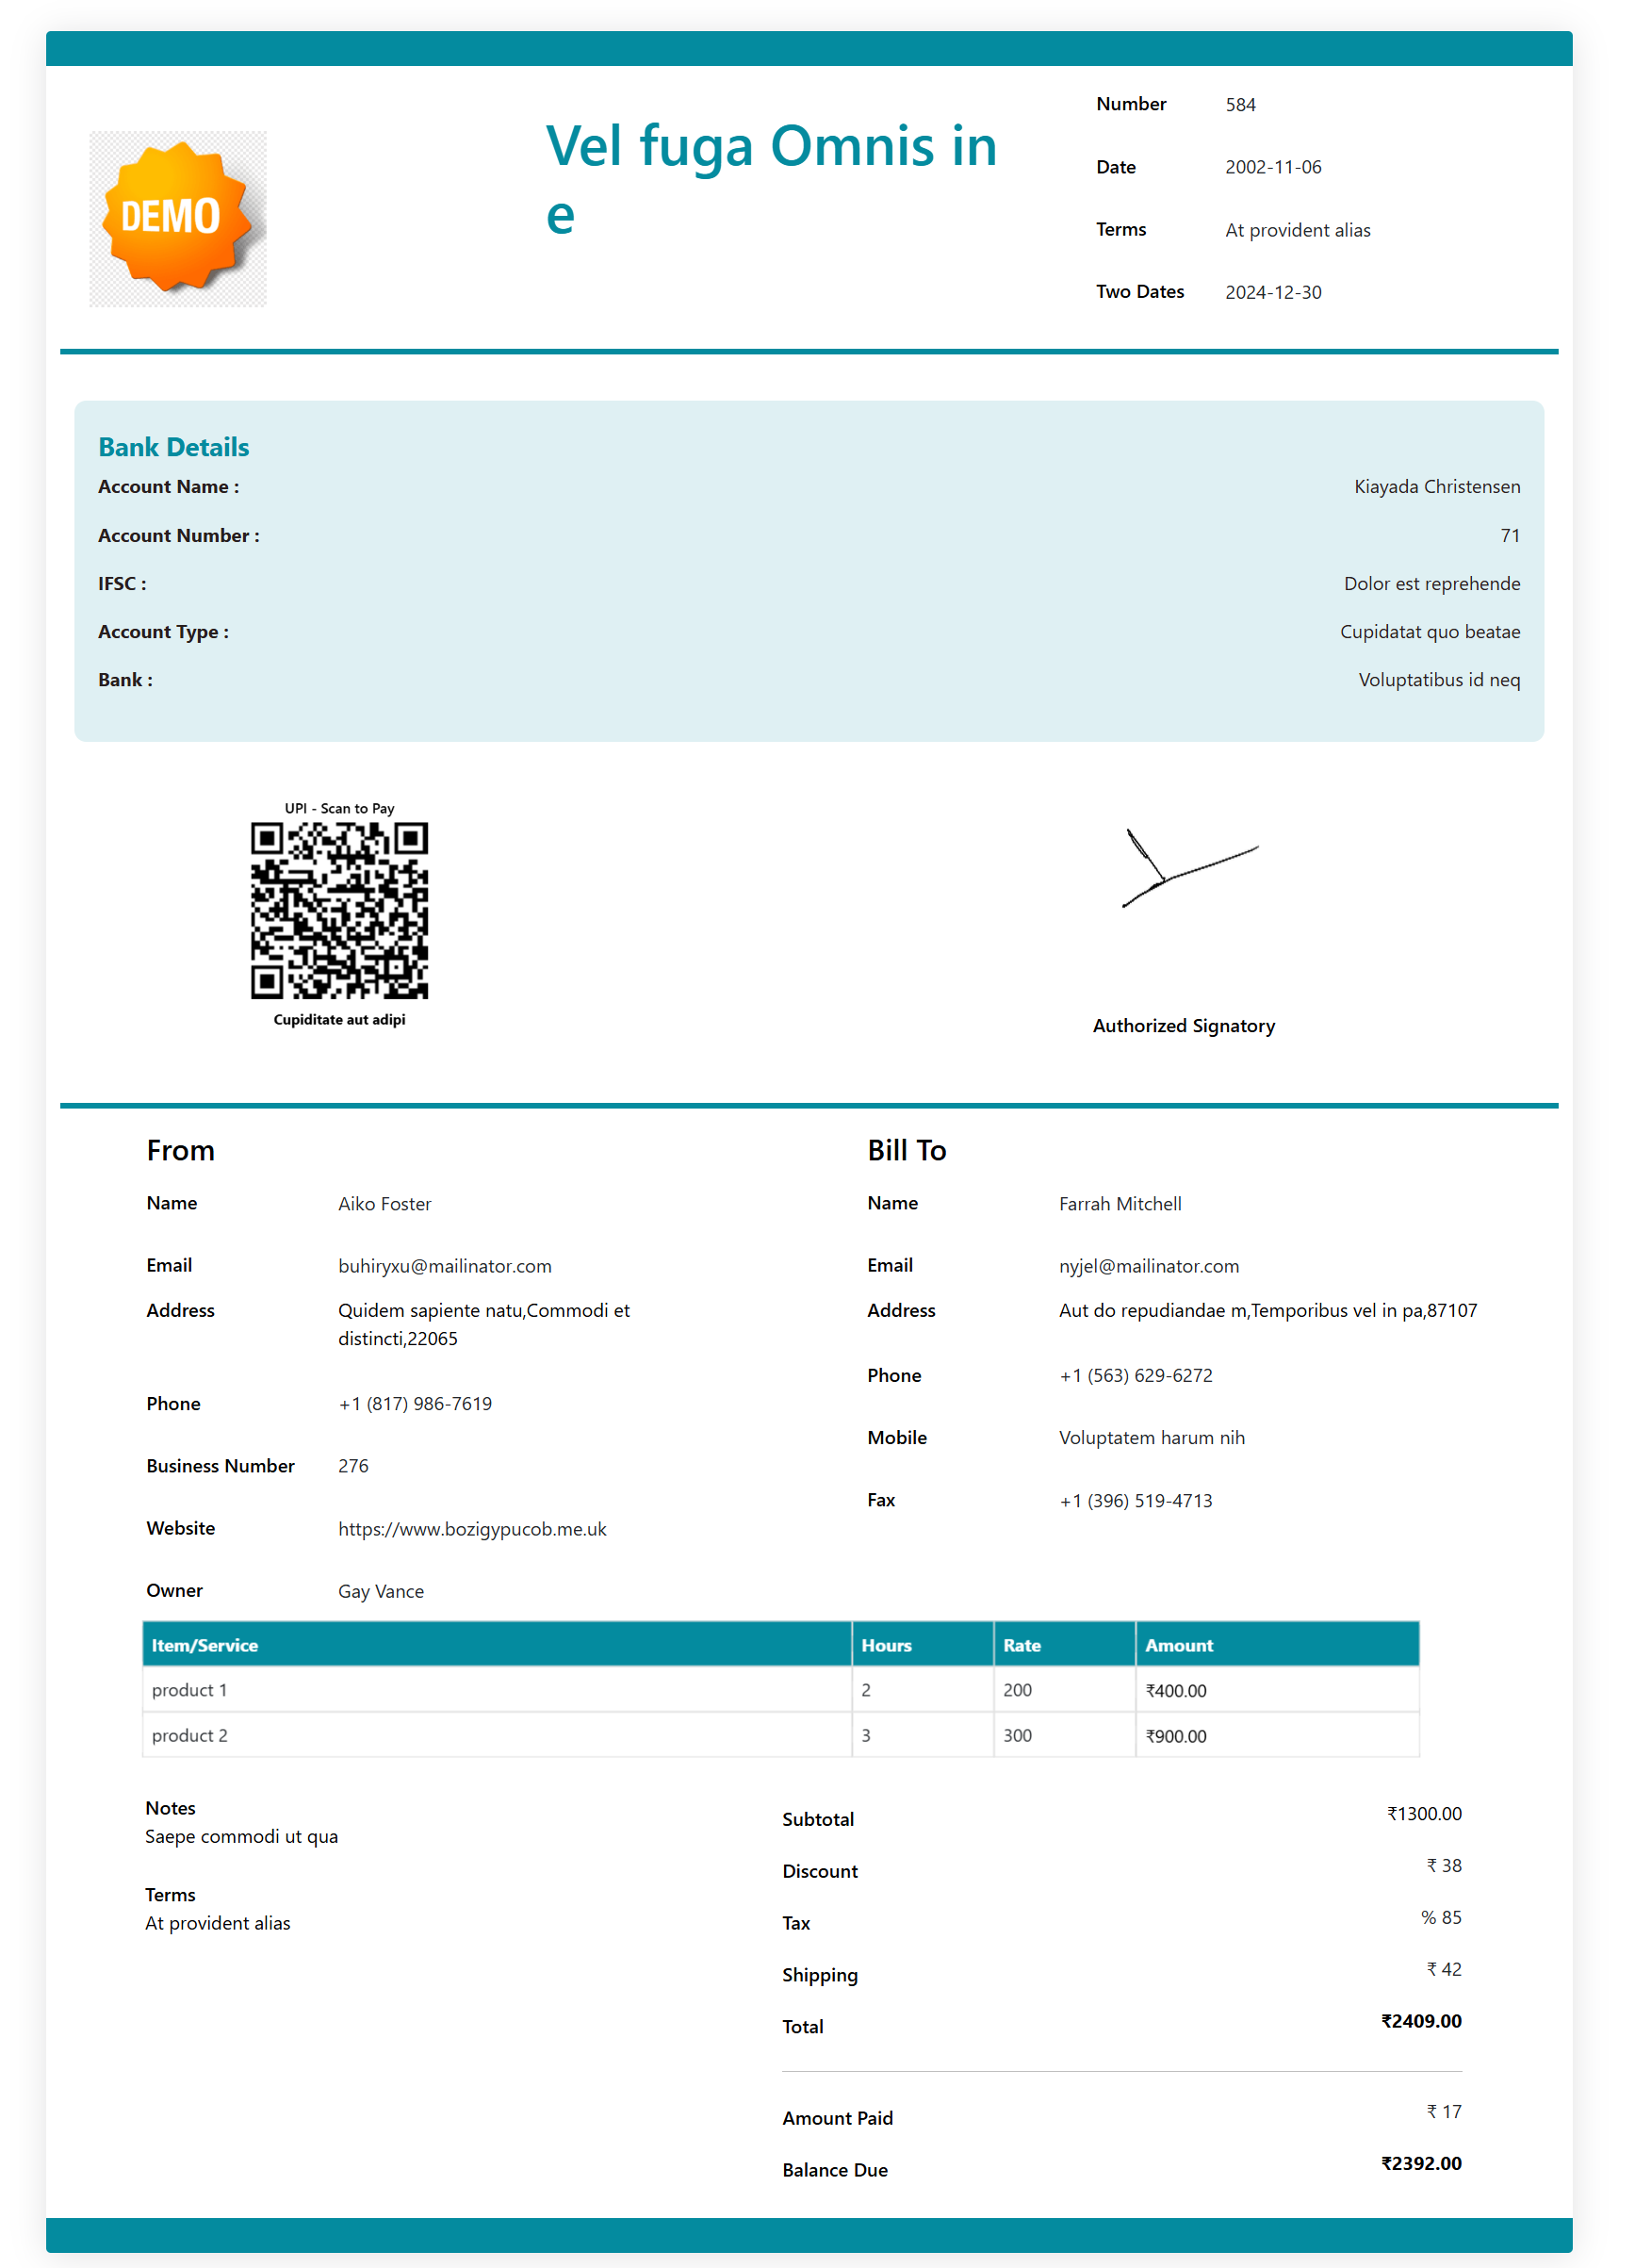 DEMO
Vel fuga Omnis in
e
Number 584
Date 2002-11-06
Terms At provident alias
Two Dates 2024-12-30
Bank Details
Account Name : Kiayada Christensen
Account Number : 71
IFSC : Dolor est reprehende
Account Type : Cupidatat quo beatae
Bank : Voluptatibus id neq
UPI - Scan to Pay
Cupiditate aut adipi
Authorized Signatory
From
Name Aiko Foster
Email buhiryxu@mailinator.com
Address Quidem sapiente natu,Commodi et
distincti,22065
Phone +1 (817) 986-7619
Business Number 276
Website https://www.bozigypucob.me.uk
Owner Gay Vance
Bill To
Name Farrah Mitchell
Email nyjel@mailinator.com
Address Aut do repudiandae m,Temporibus vel in pa,87107
Phone +1 (563) 629-6272
Mobile Voluptatem harum nih
Fax +1 (396) 519-4713
Item/Service Hours Rate Amount
product 1 2 200 ₹400.00
product 2 3 300 ₹900.00
Notes
Saepe commodi ut qua
Terms
At provident alias
Subtotal ₹1300.00
Discount ₹ 38
Tax % 85
Shipping ₹ 42
Total ₹2409.00
Amount Paid ₹ 17
Balance Due ₹2392.00